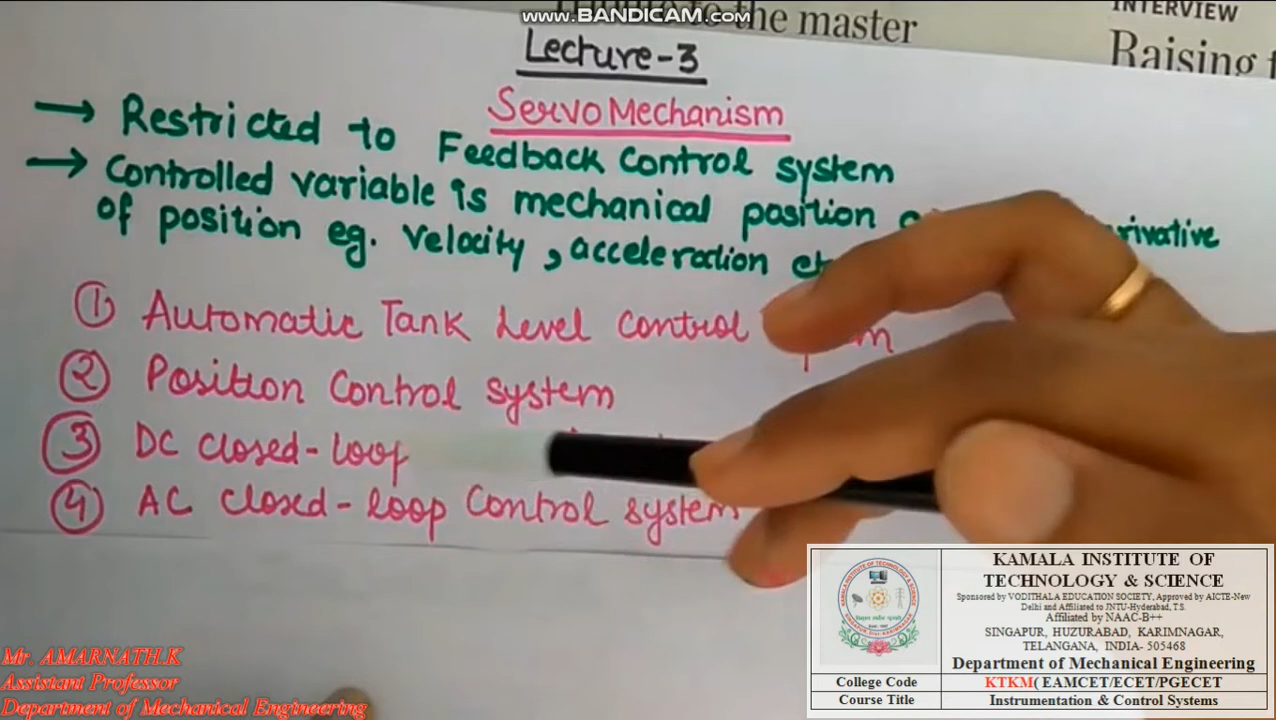 www.BANDICAM.com
to the master
INTERVIEW
Raising
Lecture-3
Servo Mechanism
→ Restricted to Feedback control system
→ Controlled variable is mechanical position
of position eg. velocity, acceleration
① Automatic Tank Level control
② Position Control system
③ DC closed-loop
④ AC closed-loop Control system
KAMALA INSTITUTE OF
TECHNOLOGY & SCIENCE
Sponsored by VODITHALA EDUCATION SOCIETY, Approved by AICTE-New
Delhi and Affiliated to JNTU-Hyderabad, T.S.
Affiliated by NAAC-B++
SINGAPUR, HUZURABAD, KARIMNAGAR,
TELANGANA, INDIA- 505468
Department of Mechanical Engineering
College Code KTKM( EAMCET/ECET/PGECET
Course Title Instrumentation & Control Systems
Mr. AMARNATH.K
Assistant Professor
Department of Mechanical Engineering